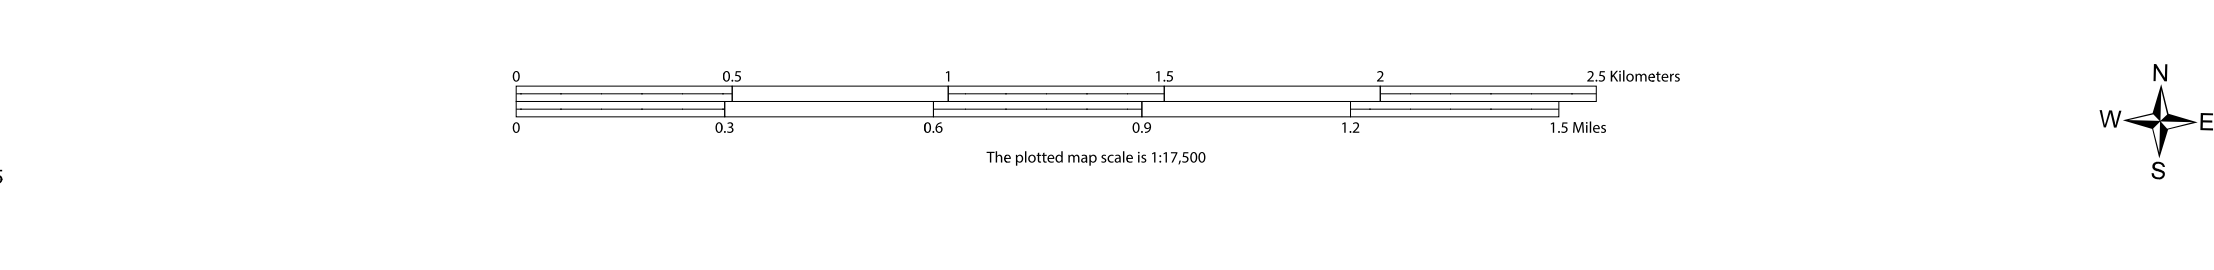 0 0.5 1 1.5 2 2.5 Kilometers
0 0.3 0.6 0.9 1.2 1.5 Miles
The plotted map scale is 1:17,500
N
W E
S